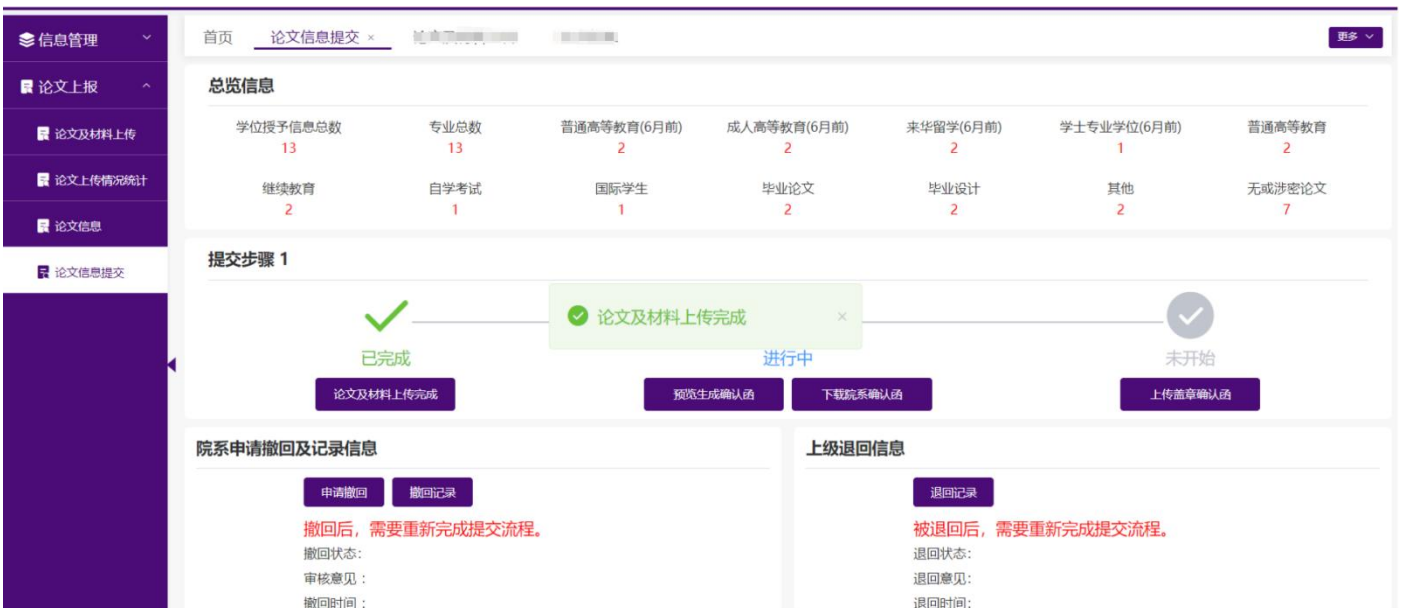 信息管理
首页 论文信息提交 ×
更多
论文上报
论文及材料上传
论文上传情况统计
论文信息
论文信息提交
总览信息
学位授予信息总数 专业总数 普通高等教育(6月前) 成人高等教育(6月前) 来华留学(6月前) 学士专业学位(6月前) 普通高等教育
13 13 2 2 2 1 2
继续教育 自学考试 国际学生 毕业论文 毕业设计 其他 无或涉密论文
2 1 1 2 2 2 7
提交步骤 1
论文及材料上传完成 ×
已完成 进行中 未开始
论文及材料上传完成 预览生成确认函 下载院系确认函 上传盖章确认函
院系申请撤回及记录信息
申请撤回 撤回记录
撤回后，需要重新完成提交流程。
撤回状态：
审核意见：
撤回时间：
上级退回信息
退回记录
被退回后，需要重新完成提交流程。
退回状态：
退回意见：
退回时间：